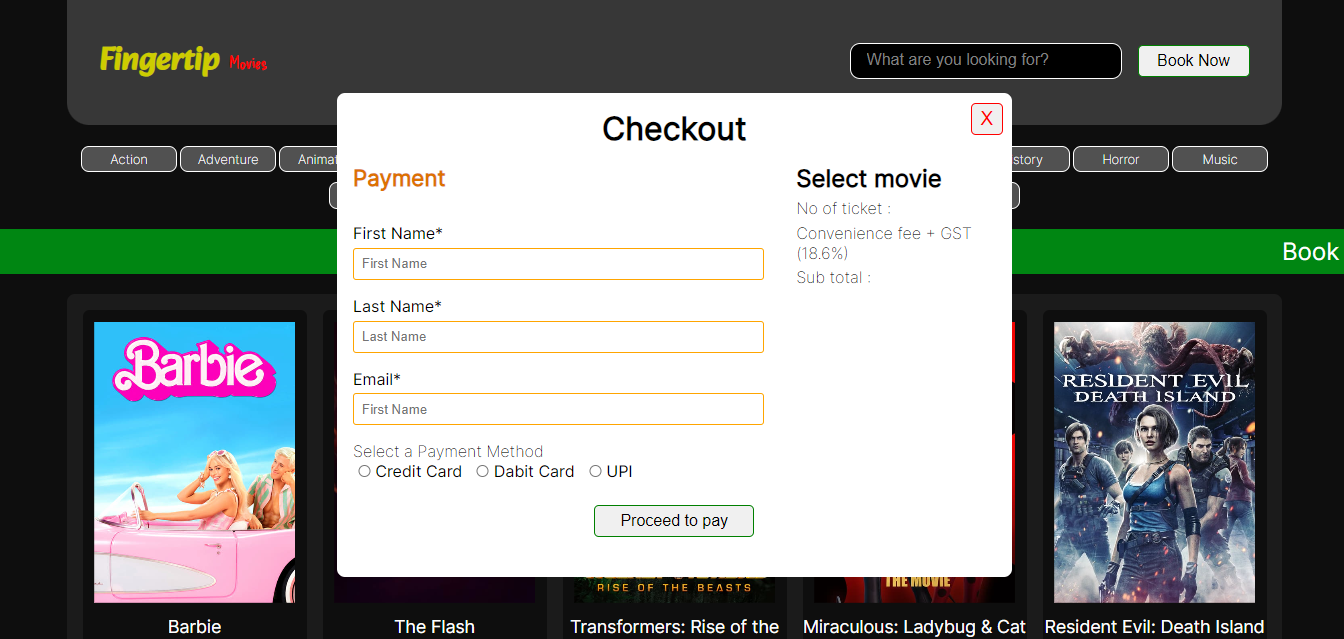 Fingertip Movies
What are you looking for?
Book Now
Checkout
X
Action
Adventure
Horror
Music
Payment
Select movie
No of ticket :
Convenience fee + GST
(18.6%)
Sub total :
First Name*
First Name
Last Name*
Last Name
Email*
First Name
Select a Payment Method
Credit Card
Dabit Card
UPI
Proceed to pay
Book
Barbie
RESIDENT EVIL
DEATH ISLAND
RISE OF THE BEASTS
THE MOVIE
Barbie
The Flash
Transformers: Rise of the
Miraculous: Ladybug & Cat
Resident Evil: Death Island